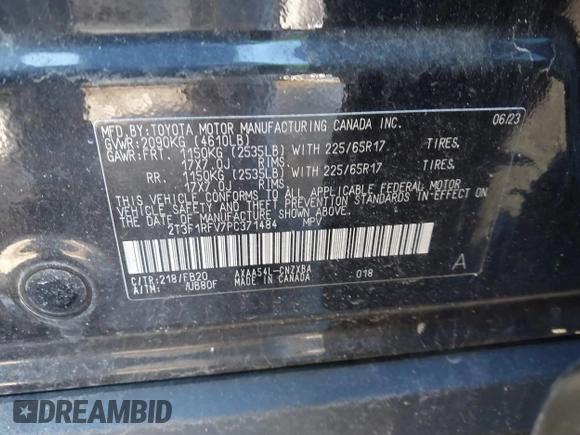 MFD.BY:TOYOTA MOTOR MANUFACTURING CANADA INC. 06/23
GVWR:2090KG (4610LB)
GAWR:FRT. 1150KG (2535LB) WITH 225/65R17 TIRES.
17X7.0J RIMS.
RR. 1150KG (2535LB) WITH 225/65R17 TIRES.
17X7.0J RIMS.
THIS VEHICLE CONFORMS TO ALL APPLICABLE FEDERAL MOTOR
VEHICLE SAFETY AND THEFT PREVENTION STANDARDS IN EFFECT ON
THE DATE OF MANUFACTURE SHOWN ABOVE.
2T3F1RFV7PC371484 MPV
C/TR:218/FB20 AXAA54L-CNZXBA 018 A
A/TM: /UB80F MADE IN CANADA
DREAMBID